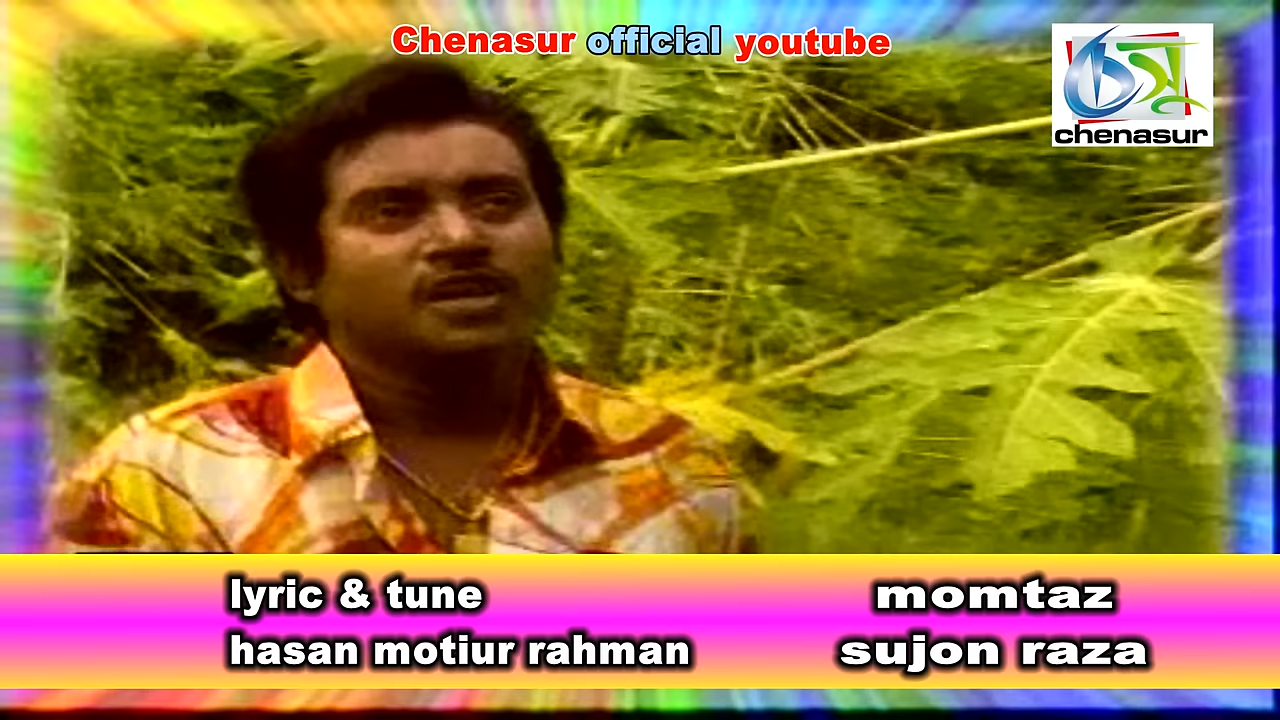 Chenasur official youtube
চেনাসুর
chenasur
lyric & tune
momtaz
hasan motiur rahman
sujon raza